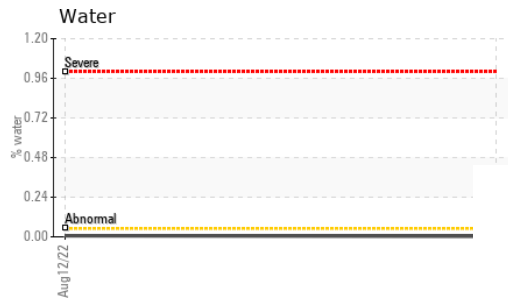 Water
1.20
Severe
0.96
0.72
% water
0.48
0.24
Abnormal
0.00
Aug12/22